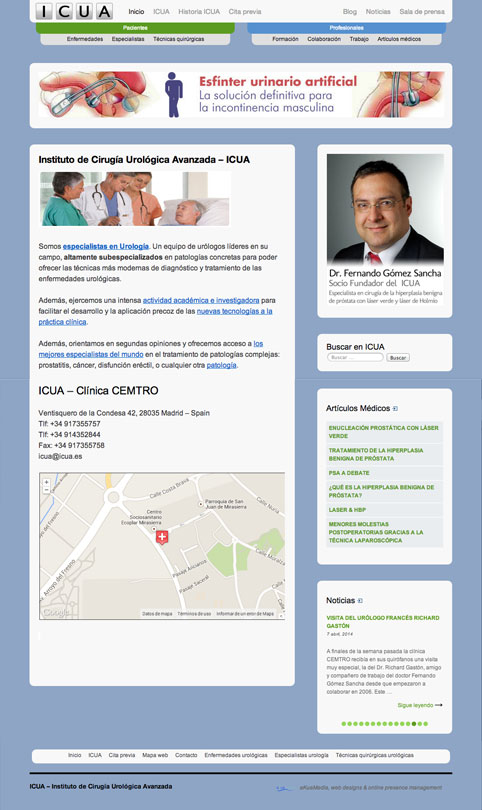 ICUA
Inicio ICUA Historia ICUA Cita previa
Blog Noticias Sala de prensa
Pacientes
Profesionales
Enfermedades Especialistas Técnicas quirúrgicas
Formación Colaboración Trabajo Artículos médicos
Esfinter urinario artificial
La solución definitiva para
la incontinencia masculina
Instituto de Cirugía Urológica Avanzada – ICUA
Somos especialistas en Urología. Un equipo de urólogos líderes en su
campo, altamente subespecializados en patologías concretas para poder
ofrecer las técnicas más modernas de diagnóstico y tratamiento de las
enfermedades urológicas.
Además, ejercemos una intensa actividad académica e investigadora para
facilitar el desarrollo y la aplicación precoz de las nuevas tecnologías a la
práctica clínica.
Además, orientamos en segundas opiniones y ofrecemos acceso a los
mejores especialistas del mundo en el tratamiento de patologías complejas:
prostatitis, cáncer, disfunción eréctil, o cualquier otra patología.
ICUA – Clínica CEMTRO
Ventisquero de la Condesa 42, 28035 Madrid – Spain
Tlf: +34 917355757
Tlf: +34 914352844
Fax: +34 917355758
icua@icua.es
Calle Costa Brava
Parroquia de San
Juan de Mirasierra
Calle Nuria
Centro
Sociosanitario
Ecoplar Mirasierra
Calle Moralzarzal
Pasaje Ascianos
Pasaje Saceral
Arroyo del Fresno
Google
Datos de mapa Términos de uso Informar de un error de Maps
Dr. Fernando Gómez Sancha
Socio Fundador del ICUA
Especialista en cirugía de la hiperplasia benigna
de próstata con láser verde y láser de Holmio
Buscar en ICUA
Buscar ... Buscar
Artículos Médicos
ENUCLEACIÓN PROSTÁTICA CON LÁSER
VERDE
TRATAMIENTO DE LA HIPERPLASIA
BENIGNA DE PRÓSTATA
PSA A DEBATE
¿QUÉ ES LA HIPERPLASIA BENIGNA DE
PRÓSTATA?
LASER & HBP
MENORES MOLESTIAS
POSTOPERATORIAS GRACIAS A LA
TÉCNICA LAPAROSCÓPICA
Noticias
VISITA DEL URÓLOGO FRANCÉS RICHARD
GASTÓN
7 abril, 2014
A finales de la semana pasada la clínica
CEMTRO recibía en sus quirófanos una visita
muy especial, la del Dr. Richard Gastón, amigo
y compañero de trabajo del doctor Fernando
Gómez Sancha desde que empezaron a
colaborar en 2006. Este ...
Sigue leyendo →
Inicio ICUA Cita previa Mapa web Contacto Enfermedades urológicas Especialistas urología Técnicas quirúrgicas urológicas
ICUA – Instituto de Cirugía Urológica Avanzada
eRueMedia, web designs & online presence management